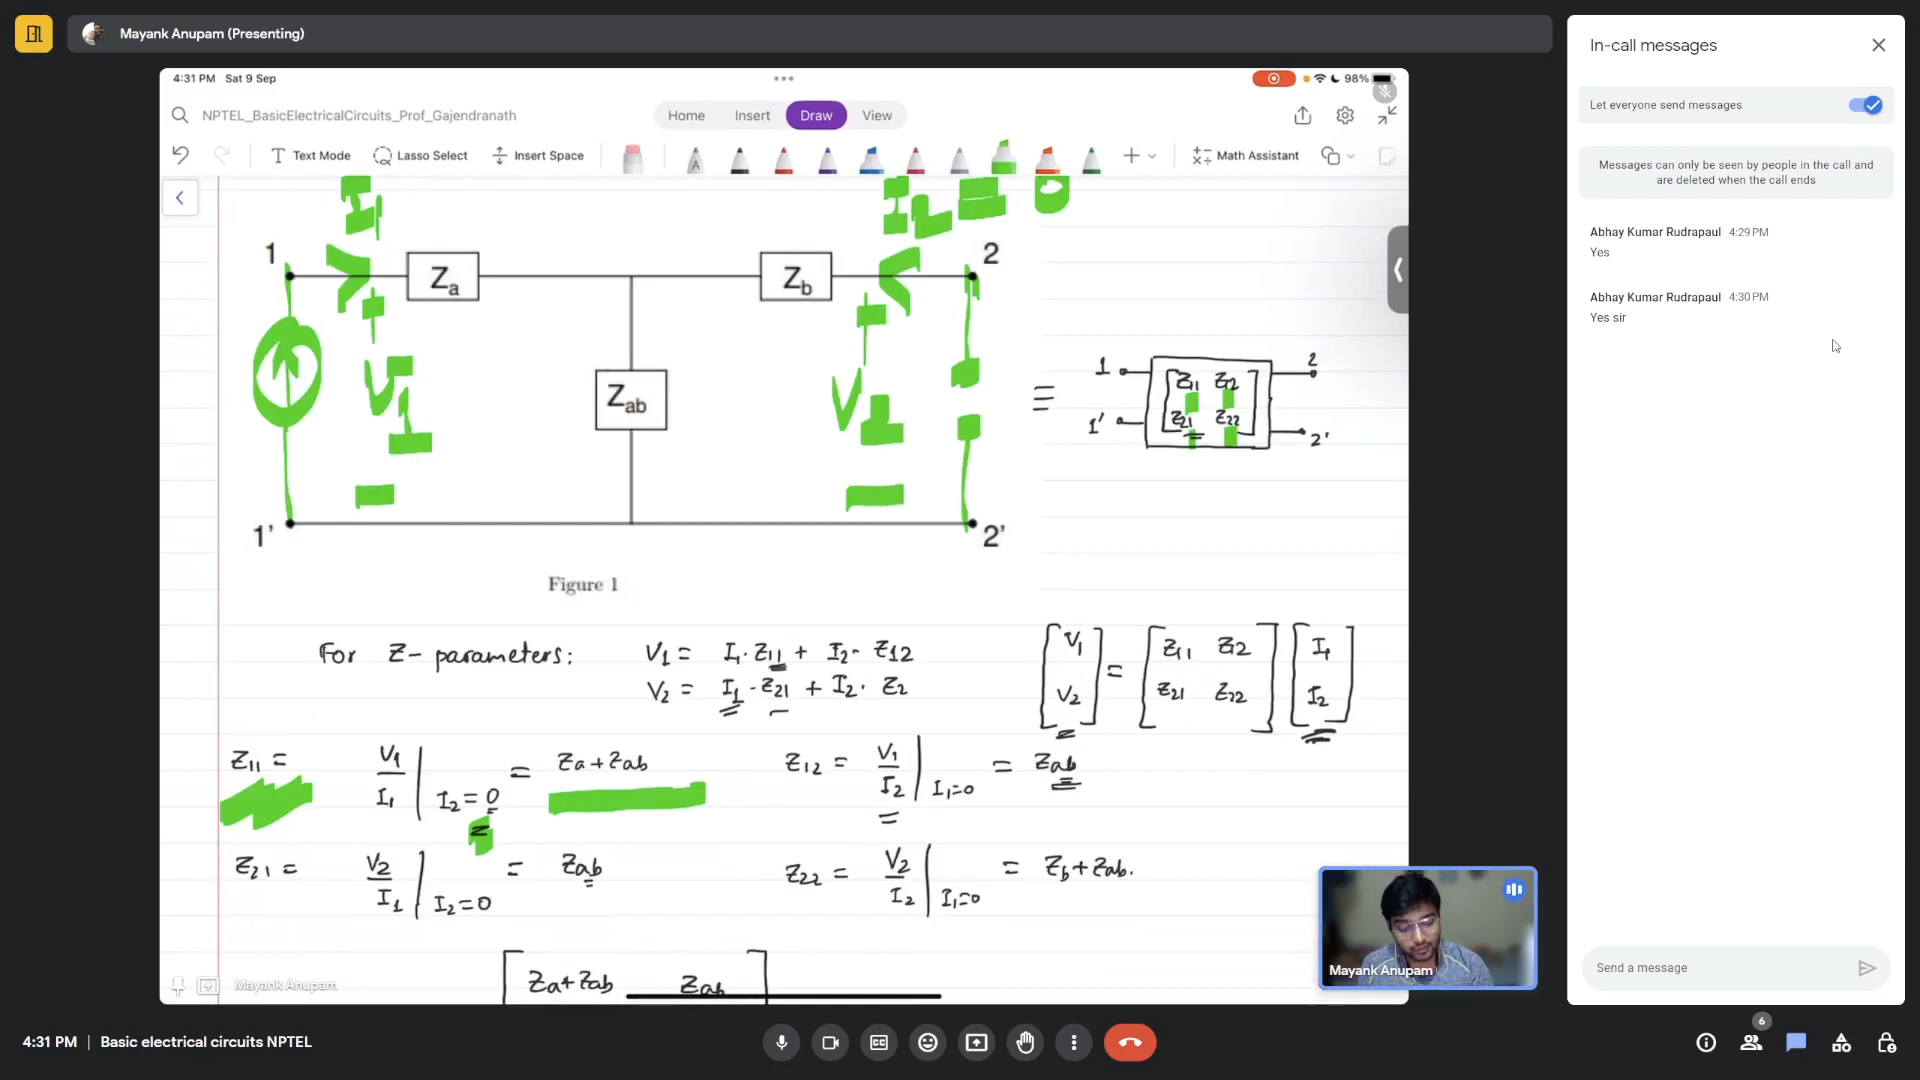 Mayank Anupam (Presenting)
In-call messages
4:31 PM Sat 9 Sep
98%
NPTEL_BasicElectricalCircuits_Prof_Gajendranath
Home Insert Draw View
Let everyone send messages
Text Mode Lasso Select Insert Space Math Assistant
Messages can only be seen by people in the call and
are deleted when the call ends
Abhay Kumar Rudrapaul 4:29 PM
Yes
Abhay Kumar Rudrapaul 4:30 PM
Yes sir
I1 I2 = 0
1 Za Zb 2
+ V1 - + V2 -
Zab
1' 2'
≡
1 2
Z11 Z12
Z21 Z22
1' 2'
Figure 1
For Z- parameters: V1 = I1. Z11 + I2. Z12
V2 = I1. Z21 + I2. Z2
[V1 V2] = [Z11 Z12 Z21 Z22] [I1 I2]
Z11 = V1/I1 | I2=0 = Za+Zab
Z12 = V1/I2 | I1=0 = Zab
Z21 = V2/I1 | I2=0 = Zab
Z22 = V2/I2 | I1=0 = Zb+Zab.
Za+Zab Zab
Mayank Anupam
Mayank Anupam
Send a message
4:31 PM | Basic electrical circuits NPTEL
6